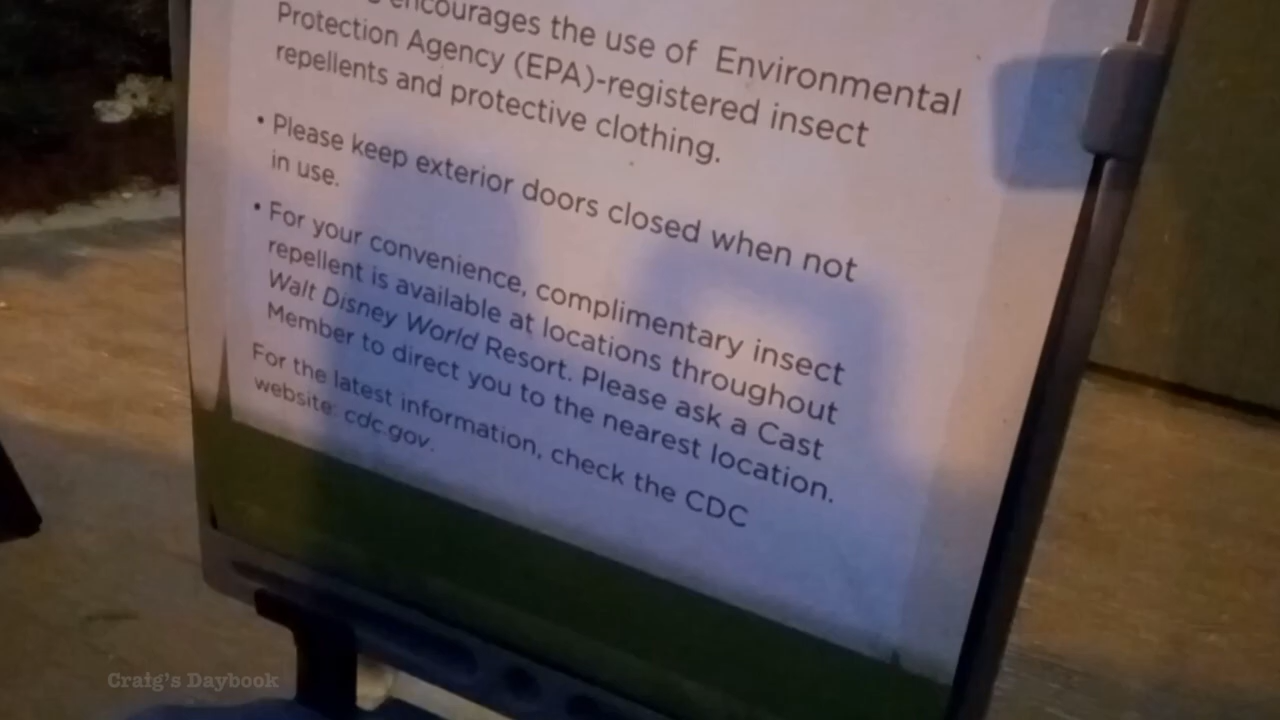 encourages the use of Environmental
Protection Agency (EPA)-registered insect
repellents and protective clothing.
• Please keep exterior doors closed when not
in use.
• For your convenience, complimentary insect
repellent is available at locations throughout
Walt Disney World Resort. Please ask a Cast
Member to direct you to the nearest location.
For the latest information, check the CDC
website: cdc.gov.
Craig's Daybook